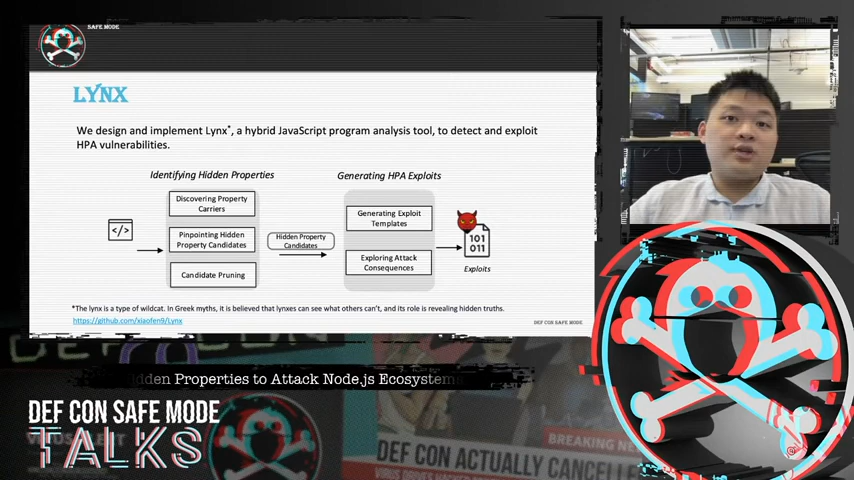 SAFE MODE
LYNX
We design and implement Lynx*, a hybrid JavaScript program analysis tool, to detect and exploit
HPA vulnerabilities.
Identifying Hidden Properties
Generating HPA Exploits
Discovering Property
Carriers
Pinpointing Hidden
Property Candidates
Candidate Pruning
</>
Hidden Property
Candidates
Generating Exploit
Templates
Exploring Attack
Consequences
101
011
Exploits
*The lynx is a type of wildcat. In Greek myths, it is believed that lynxes can see what others can't, and its role is revealing hidden truths.
https://github.com/xiaofen9/Lynx
DEF CON SAFE MODE
dden Properties to Attack Node.js Ecosystem
DEF CON SAFE MODE
TALKS
BREAKING NE
DEF CON ACTUALLY CANCELLE